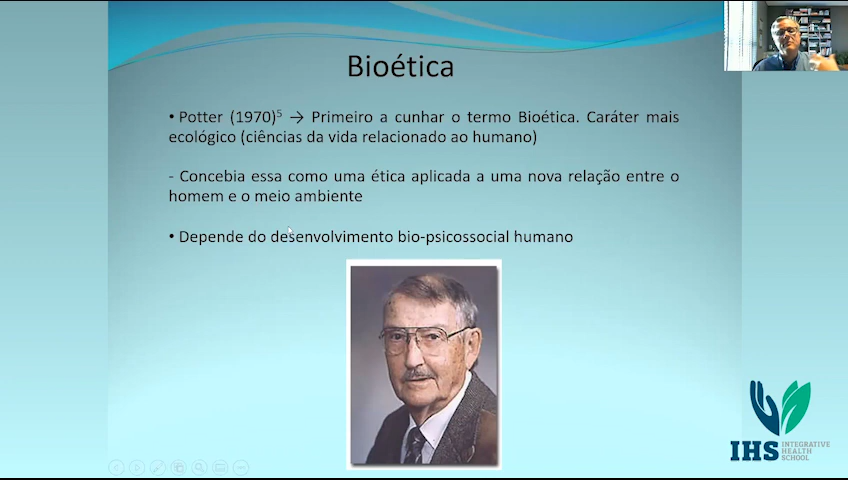 Bioética
• Potter (1970)⁵ → Primeiro a cunhar o termo Bioética. Caráter mais
ecológico (ciências da vida relacionado ao humano)
- Concebia essa como uma ética aplicada a uma nova relação entre o
homem e o meio ambiente
• Depende do desenvolvimento bio-psicossocial humano
IHS INTEGRATIVE
HEALTH
SCHOOL